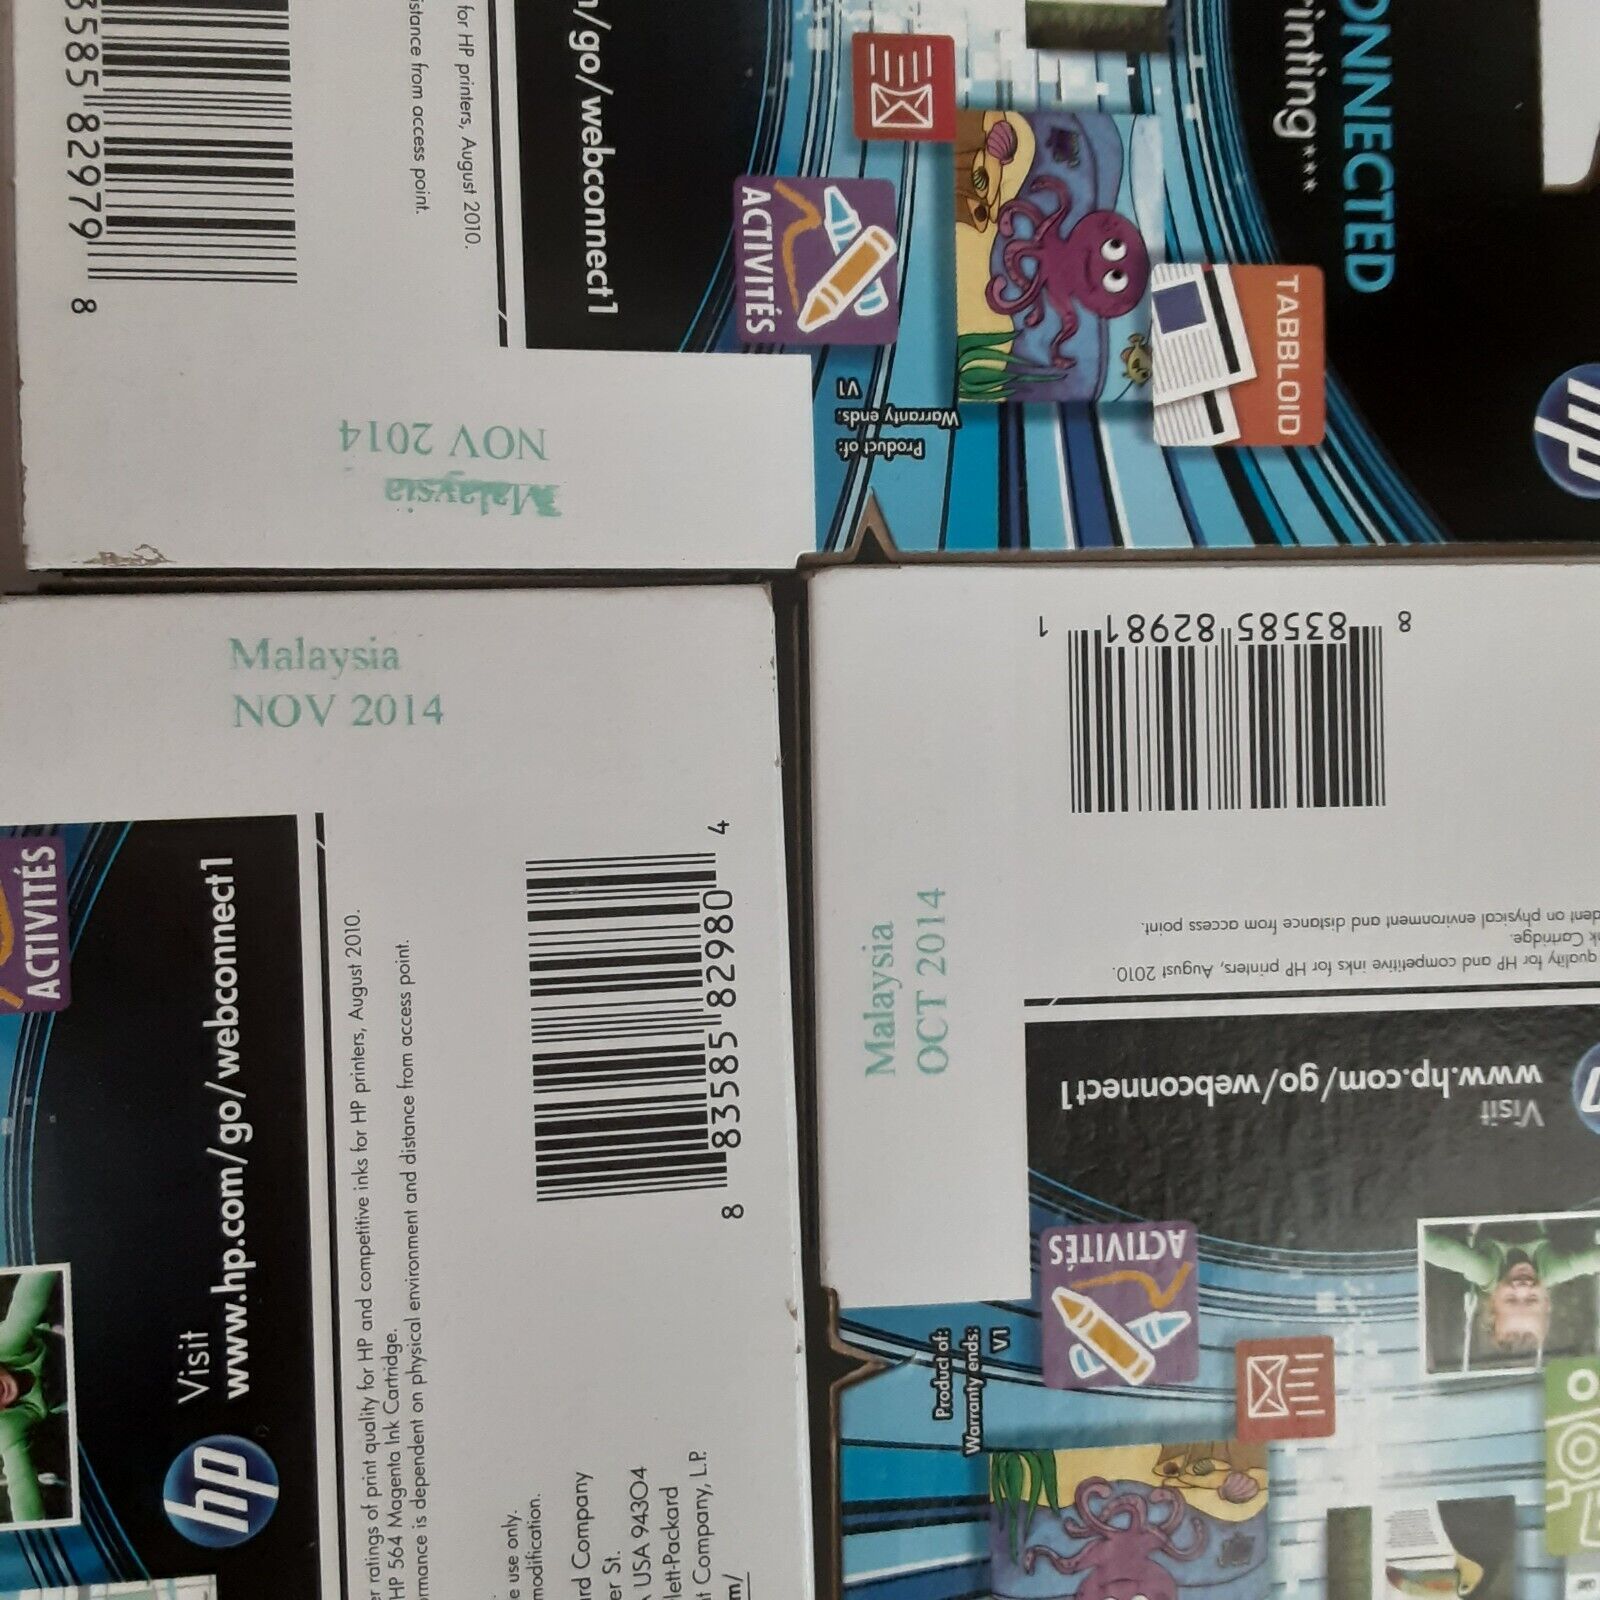 83585 82979
8
istance from access point.
for HP printers, August 2010.
n/go/webconnect1
ACTIVITÉS
TABBLOID
ONNECTED
rinting***
hp
Product of:
Warranty ends:
V1
Malaysia
NOV 2014
Malaysia
NOV 2014
ACTIVITÉS
hp
Visit
www.hp.com/go/webconnect1
er ratings of print quality for HP and competitive inks for HP printers, August 2010.
HP 564 Magenta Ink Cartridge.
ormance is dependent on physical environment and distance from access point.
8 83585 82980 4
e use only.
modification.
ard Company
er St.
USA 94304
lett-Packard
t Company, L.P.
m/
8 83585 82981 1
Malaysia
OCT 2014
quality for HP and competitive inks for HP printers, August 2010.
nk Cartridge.
dent on physical environment and distance from access point.
Visit
www.hp.com/go/webconnect1
ACTIVITÉS
Product of:
Warranty ends:
V1